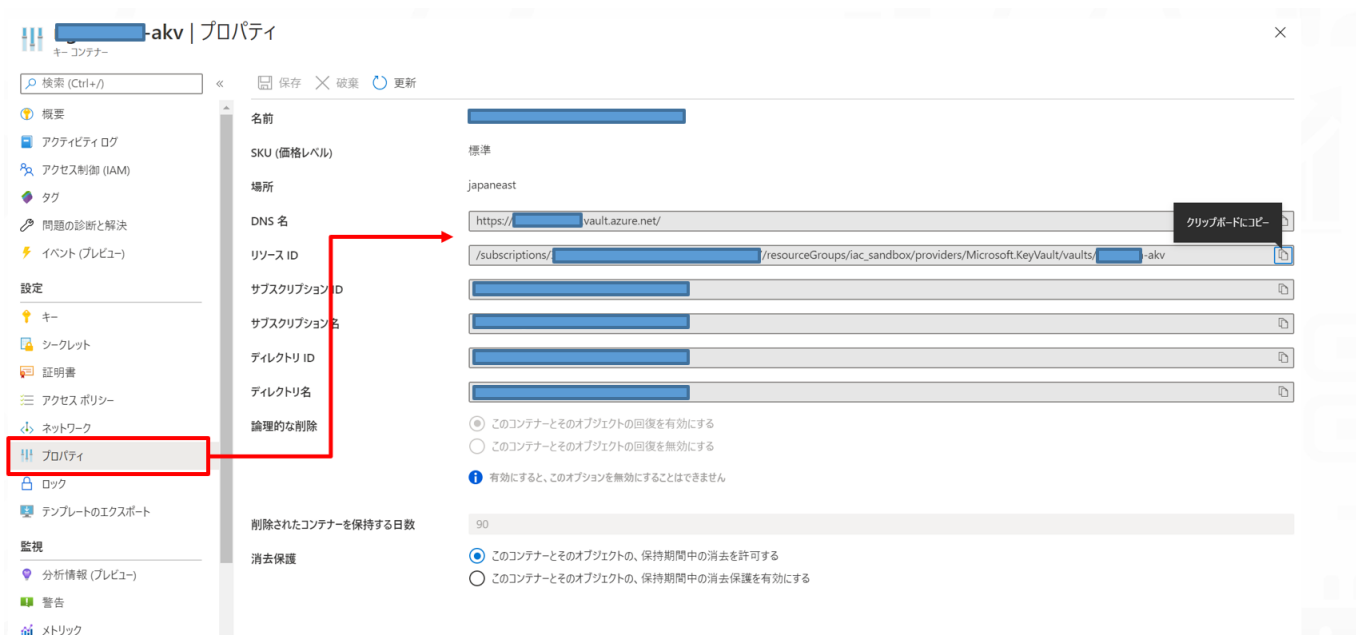 -akv | プロパティ
キー コンテナー
検索 (Ctrl+/)
保存 破棄 更新
概要
アクティビティ ログ
アクセス制御 (IAM)
タグ
問題の診断と解決
イベント (プレビュー)
設定
キー
シークレット
証明書
アクセス ポリシー
ネットワーク
プロパティ
ロック
テンプレートのエクスポート
監視
分析情報 (プレビュー)
警告
メトリック
名前
SKU (価格レベル) 標準
場所 japaneast
DNS 名 https:// vault.azure.net/
クリップボードにコピー
リソース ID /subscriptions/ /resourceGroups/iac_sandbox/providers/Microsoft.KeyVault/vaults/ -akv
サブスクリプション ID
サブスクリプション名
ディレクトリ ID
ディレクトリ名
論理的な削除 このコンテナーとそのオブジェクトの回復を有効にする
このコンテナーとそのオブジェクトの回復を無効にする
有効にすると、このオプションを無効にすることはできません
削除されたコンテナーを保持する日数 90
消去保護 このコンテナーとそのオブジェクトの、保持期間中の消去を許可する
このコンテナーとそのオブジェクトの、保持期間中の消去保護を有効にする